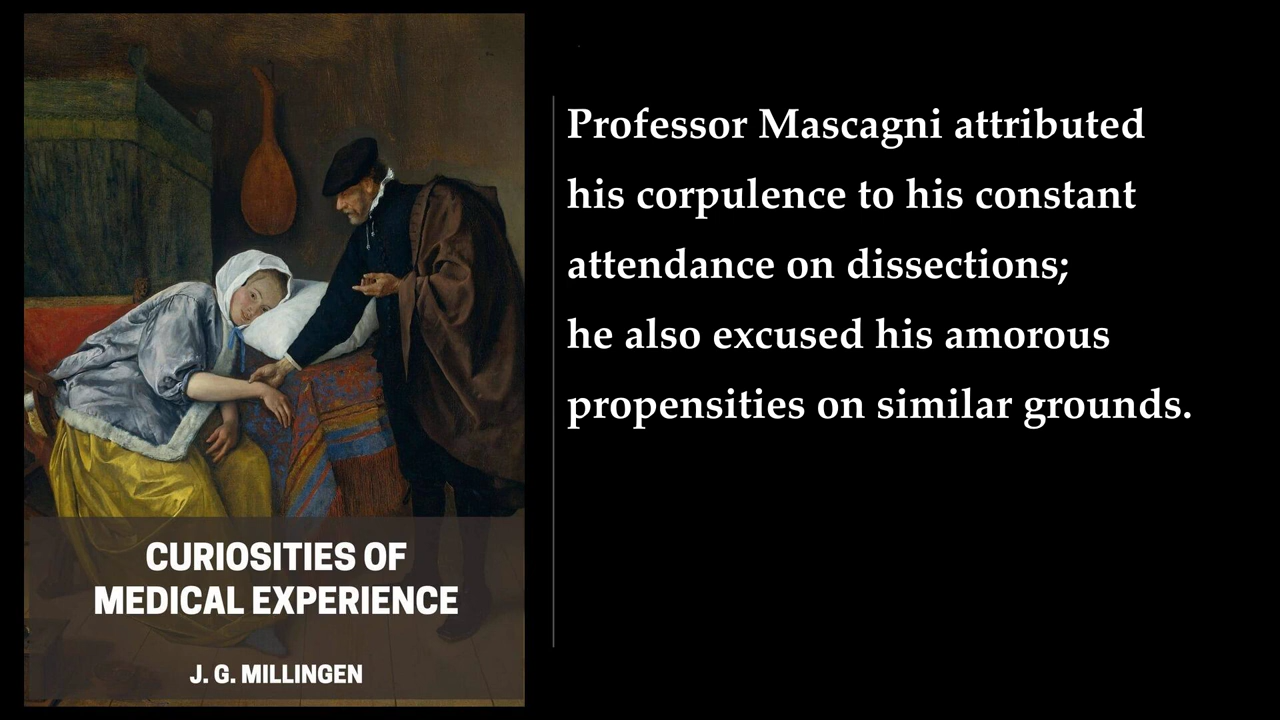 Professor Mascagni attributed
his corpulence to his constant
attendance on dissections;
he also excused his amorous
propensities on similar grounds.
CURIOSITIES OF
MEDICAL EXPERIENCE
J. G. MILLINGEN